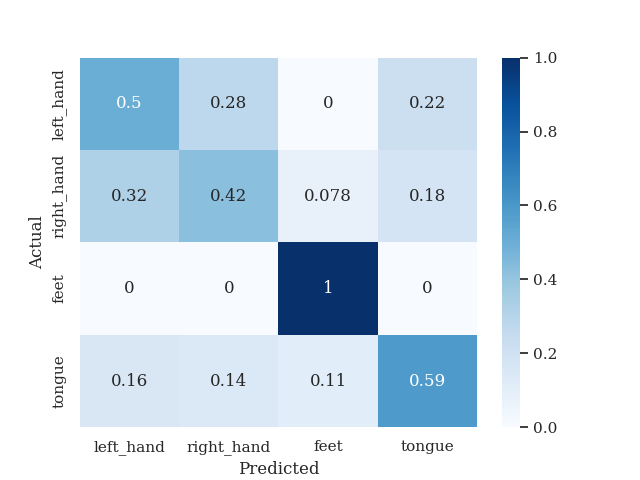 1.0
left_hand 0.5 0.28 0 0.22
0.8
right_hand 0.32 0.42 0.078 0.18
0.6
Actual
0.4
feet 0 0 1 0
0.2
tongue 0.16 0.14 0.11 0.59
0.0
left_hand right_hand feet tongue
Predicted